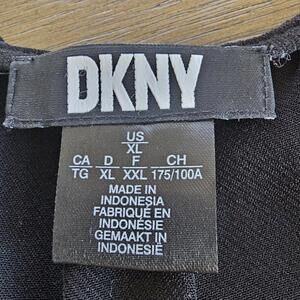 DKNY
US
XL
CA D F CH
TG XL XXL 175/100A
MADE IN
INDONESIA
FABRIQUÉ EN
INDONÉSIE
GEMAAKT IN
INDONESIË